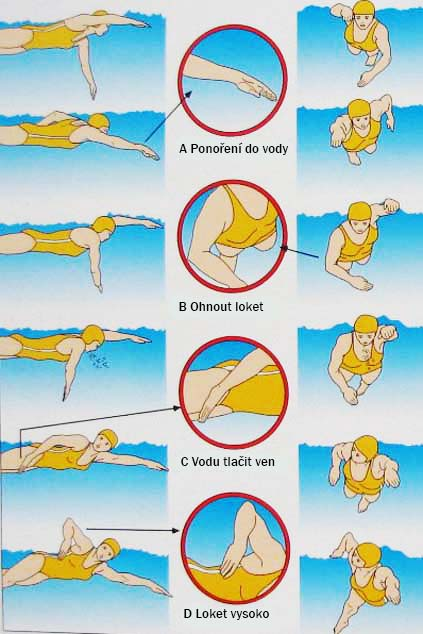 A Ponoření do vody
B Ohnout loket
C Vodu tlačit ven
D Loket vysoko